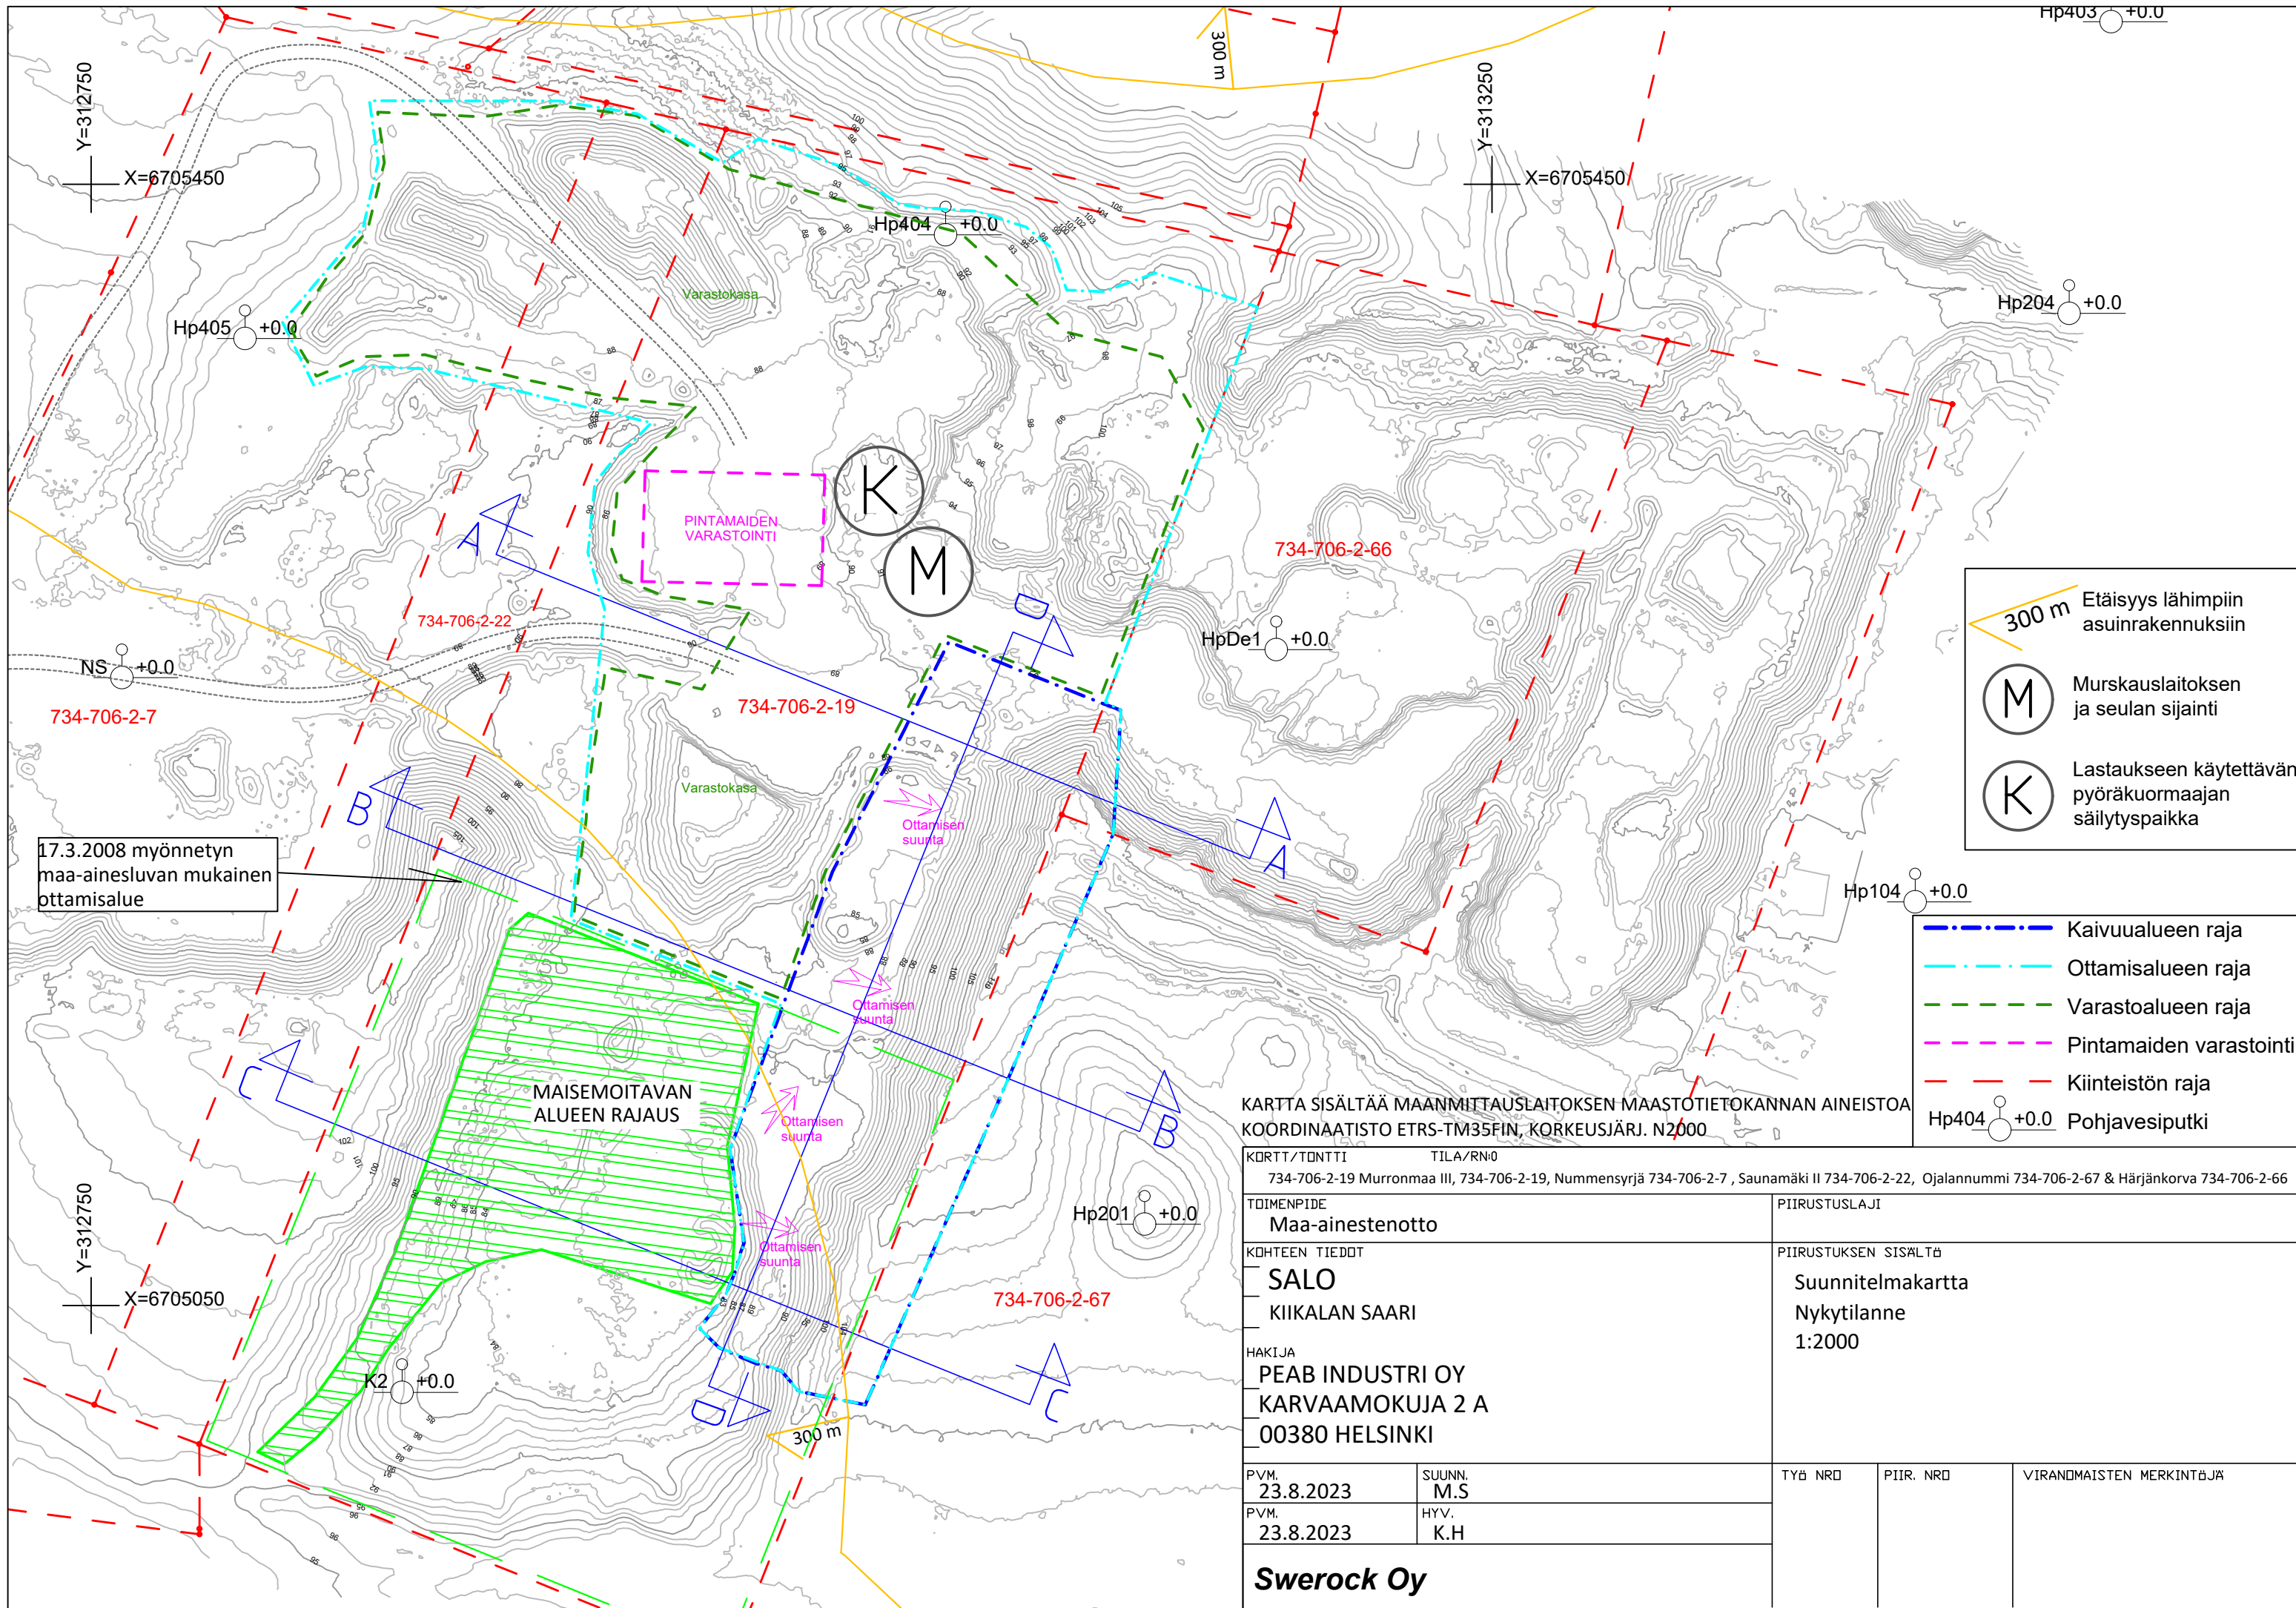 Hp403 +0.0
300 m
Y=312750
X=6705450
Y=313250
X=6705450
Hp404 +0.0
Varastokasa
Hp405 +0.0
Hp204 +0.0
K
M
PINTAMAIDEN
VARASTOINTI
A
D
734-706-2-66
734-706-2-22
HpDe1 +0.0
NS +0.0
734-706-2-7
734-706-2-19
Varastokasa
B
Ottamisen
suunta
A
17.3.2008 myönnetyn
maa-ainesluvan mukainen
ottamisalue
Hp104 +0.0
Ottamisen
suunta
C
MAISEMOITAVAN
ALUEEN RAJAUS
Ottamisen
suunta
B
Hp201 +0.0
Ottamisen
suunta
Y=312750
X=6705050
734-706-2-67
K2 +0.0
D
C
300 m
300 m
Etäisyys lähimpiin
asuinrakennuksiin
M
Murskauslaitoksen
ja seulan sijainti
K
Lastaukseen käytettävän
pyöräkuormaajan
säilytyspaikka
Kaivuualueen raja
Ottamisalueen raja
Varastoalueen raja
Pintamaiden varastointi
Kiinteistön raja
Hp404 +0.0 Pohjavesiputki
KARTTA SISÄLTÄÄ MAANMITTAUSLAITOKSEN MAASTOTIETOKANNAN AINEISTOA
KOORDINAATISTO ETRS-TM35FIN, KORKEUSJÄRJ. N2000
KORTT/TONTTI TILA/RN:0
734-706-2-19 Murronmaa III, 734-706-2-19, Nummensyrjä 734-706-2-7 , Saunamäki II 734-706-2-22, Ojalannummi 734-706-2-67 & Härjänkorva 734-706-2-66
TOIMENPIDE
Maa-ainestenotto
PIIRUSTUSLAJI
KOHTEEN TIEDOT
SALO
KIIKALAN SAARI
PIIRUSTUKSEN SISÄLTÖ
Suunnitelmakartta
Nykytilanne
1:2000
HAKIJA
PEAB INDUSTRI OY
KARVAAMOKUJA 2 A
00380 HELSINKI
PVM. SUUNN. TYÖ NRO PIIR. NRO VIRANOMAISTEN MERKINTÖJÄ
23.8.2023 M.S
PVM. HYV.
23.8.2023 K.H
Swerock Oy